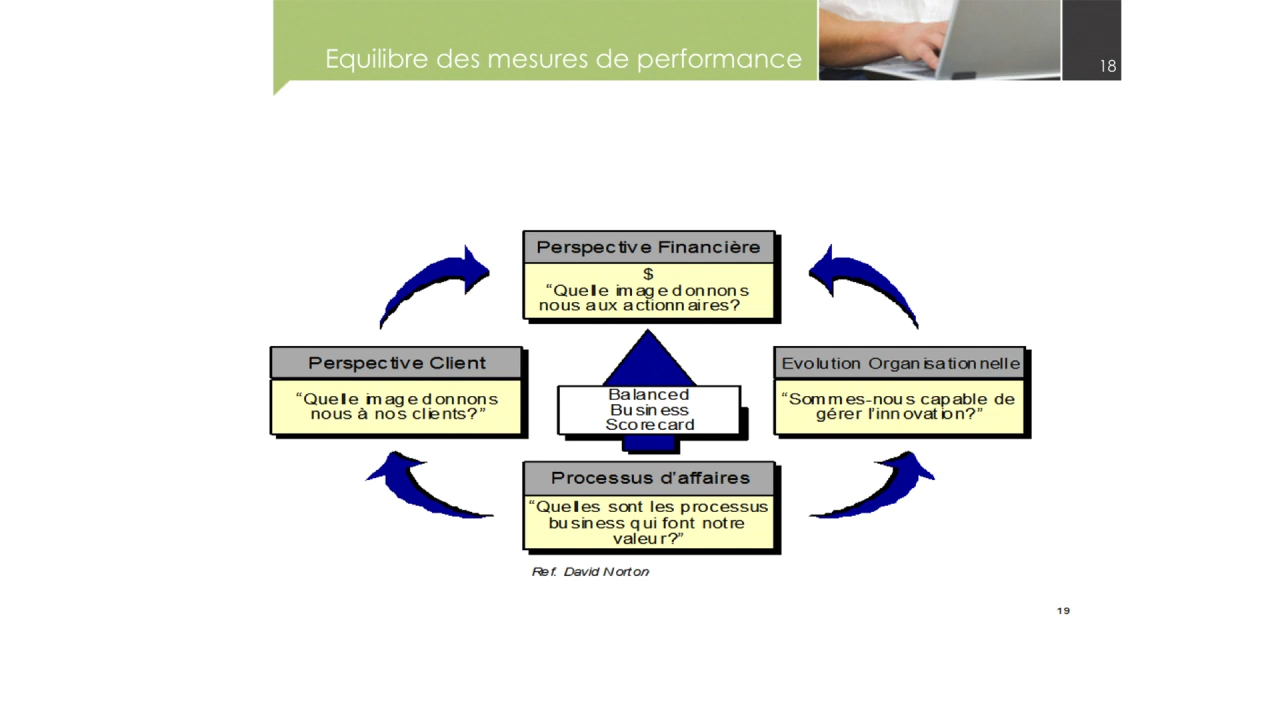 Equilibre des mesures de performance
18
Perspective Financière
$
“Quelle image donnons
nous aux actionnaires?
Perspective Client
“Quelle image donnons
nous à nos clients?”
Evolution Organisationnelle
“Sommes-nous capable de
gérer l’innovation?”
Balanced
Business
Scorecard
Processus d’affaires
“Quelles sont les processus
business qui font notre
valeur?”
Ref. David Norton
19